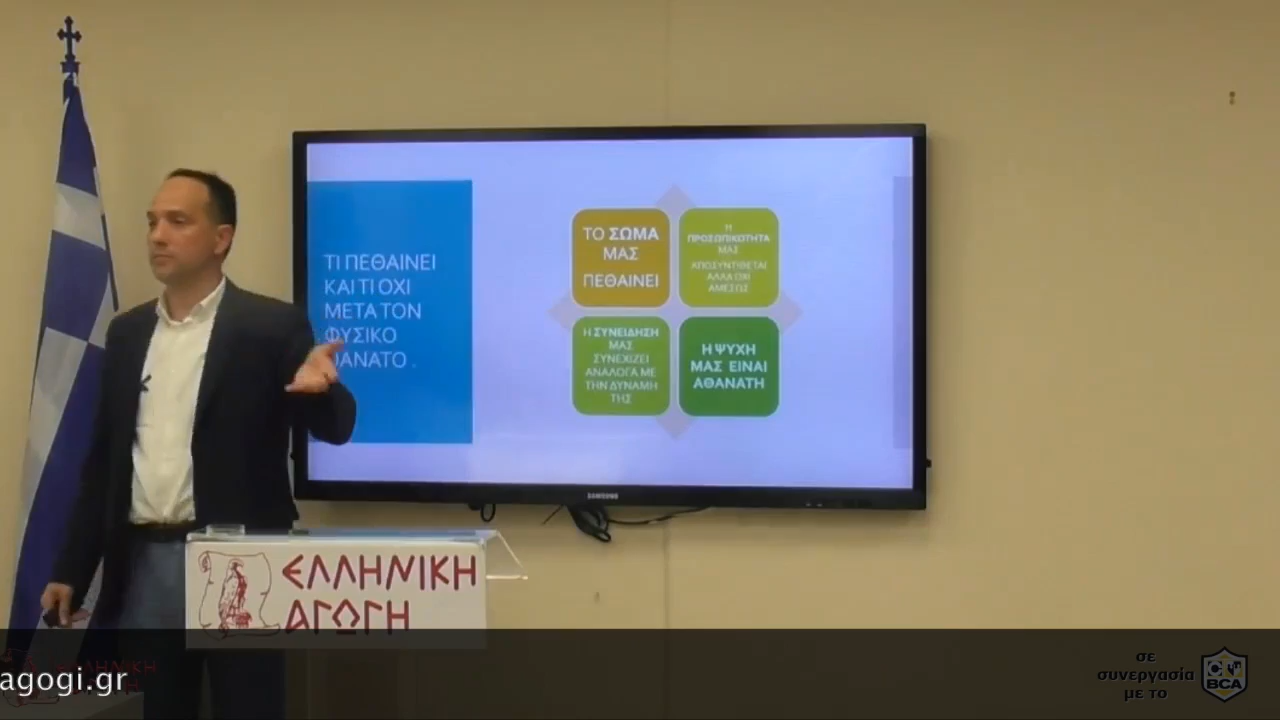 ΤΙ ΠΕΘΑΙΝΕΙ
ΚΑΙ ΤΙ ΟΧΙ
ΜΕΤΑ ΤΟΝ
ΦΥΣΙΚΟ
ΘΑΝΑΤΟ .
ΤΟ ΣΩΜΑ
ΜΑΣ
ΠΕΘΑΙΝΕΙ
Η
ΠΡΟΣΩΠΙΚΟΤΗΤΑ
ΜΑΣ
ΑΠΟΣΥΝΤΙΘΕΤΑΙ
ΑΛΛΑ ΟΧΙ
ΑΜΕΣΩΣ
Η ΣΥΝΕΙΔΗΣΗ
ΜΑΣ
ΣΥΝΕΧΙΖΕΙ
ΑΝΑΛΟΓΑ ΜΕ
ΤΗΝ ΔΥΝΑΜΗ
ΤΗΣ
Η ΨΥΧΗ
ΜΑΣ ΕΙΝΑΙ
ΑΘΑΝΑΤΗ
SAMSUNG
ΕΛΛΗΝΙΚΗ
ΑΓΩΓΗ
ΕΛΛΗΝΙΚΗ
agogi.gr
σε
συνεργασία
με το
BCA